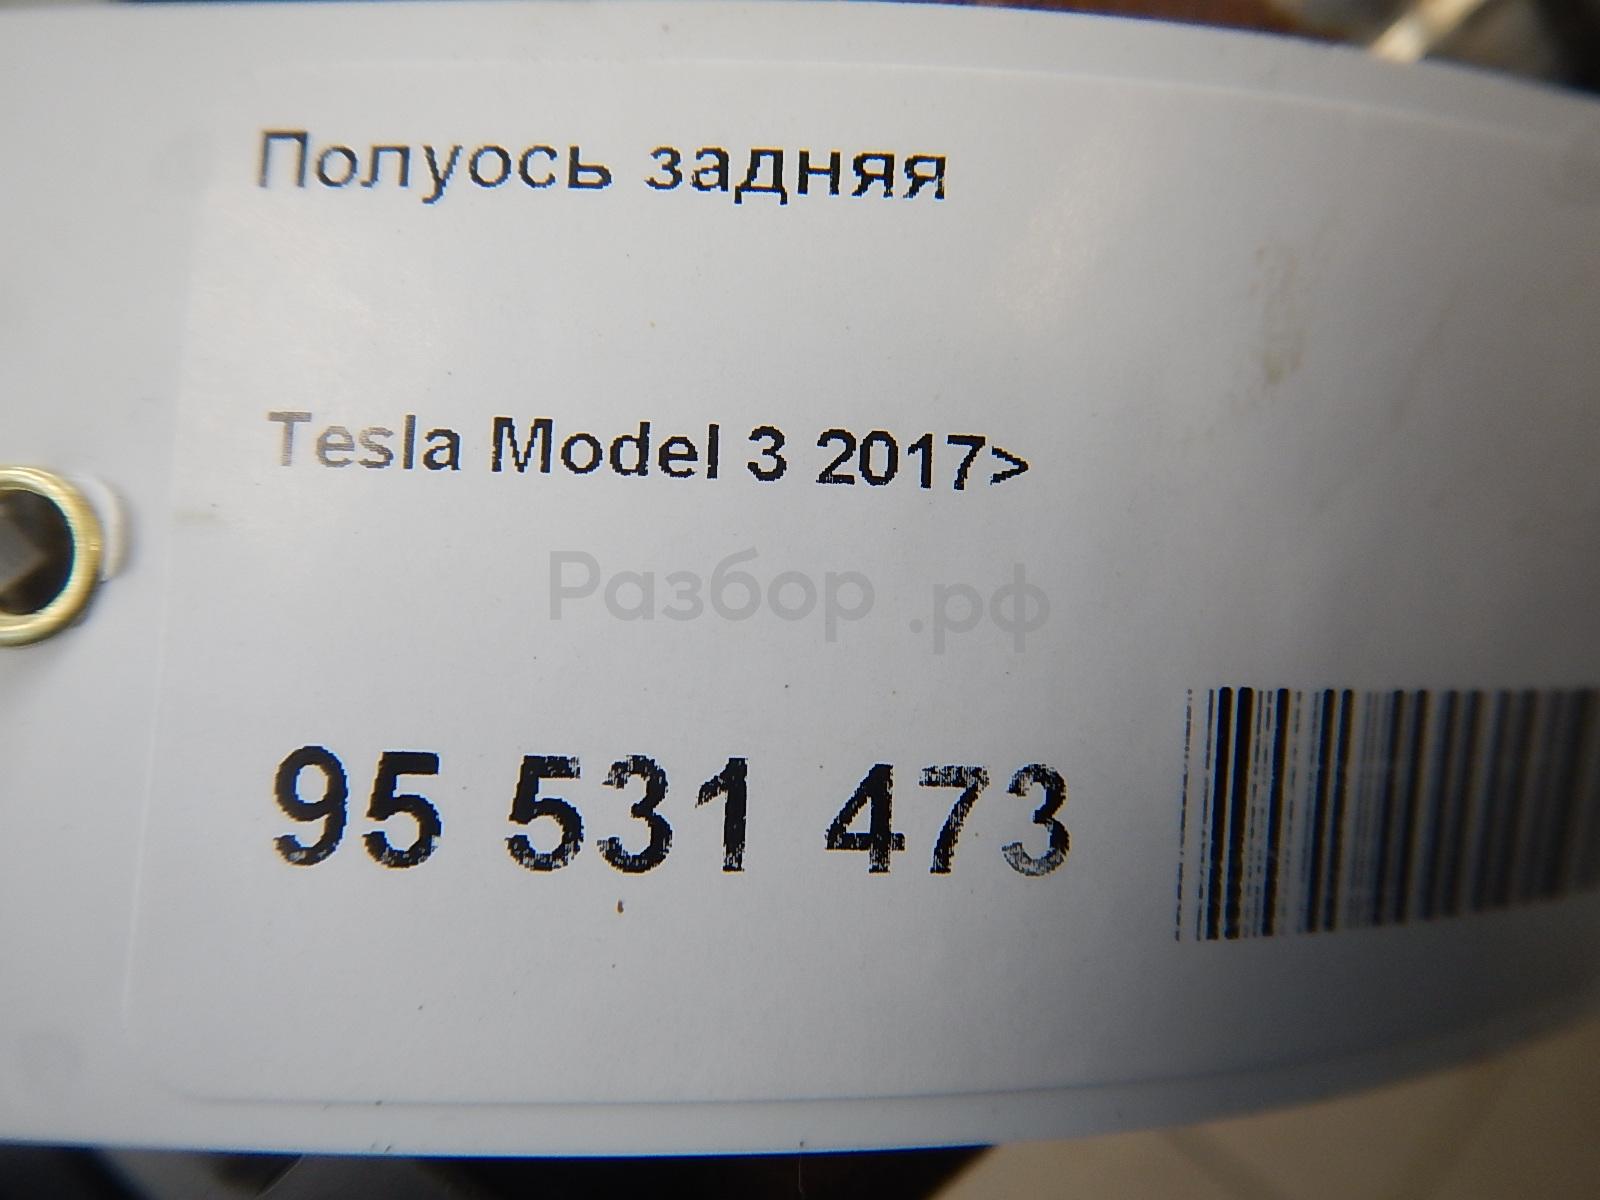 Полуось задняя
Tesla Model 3 2017>
Разбор .рф
95 531 473